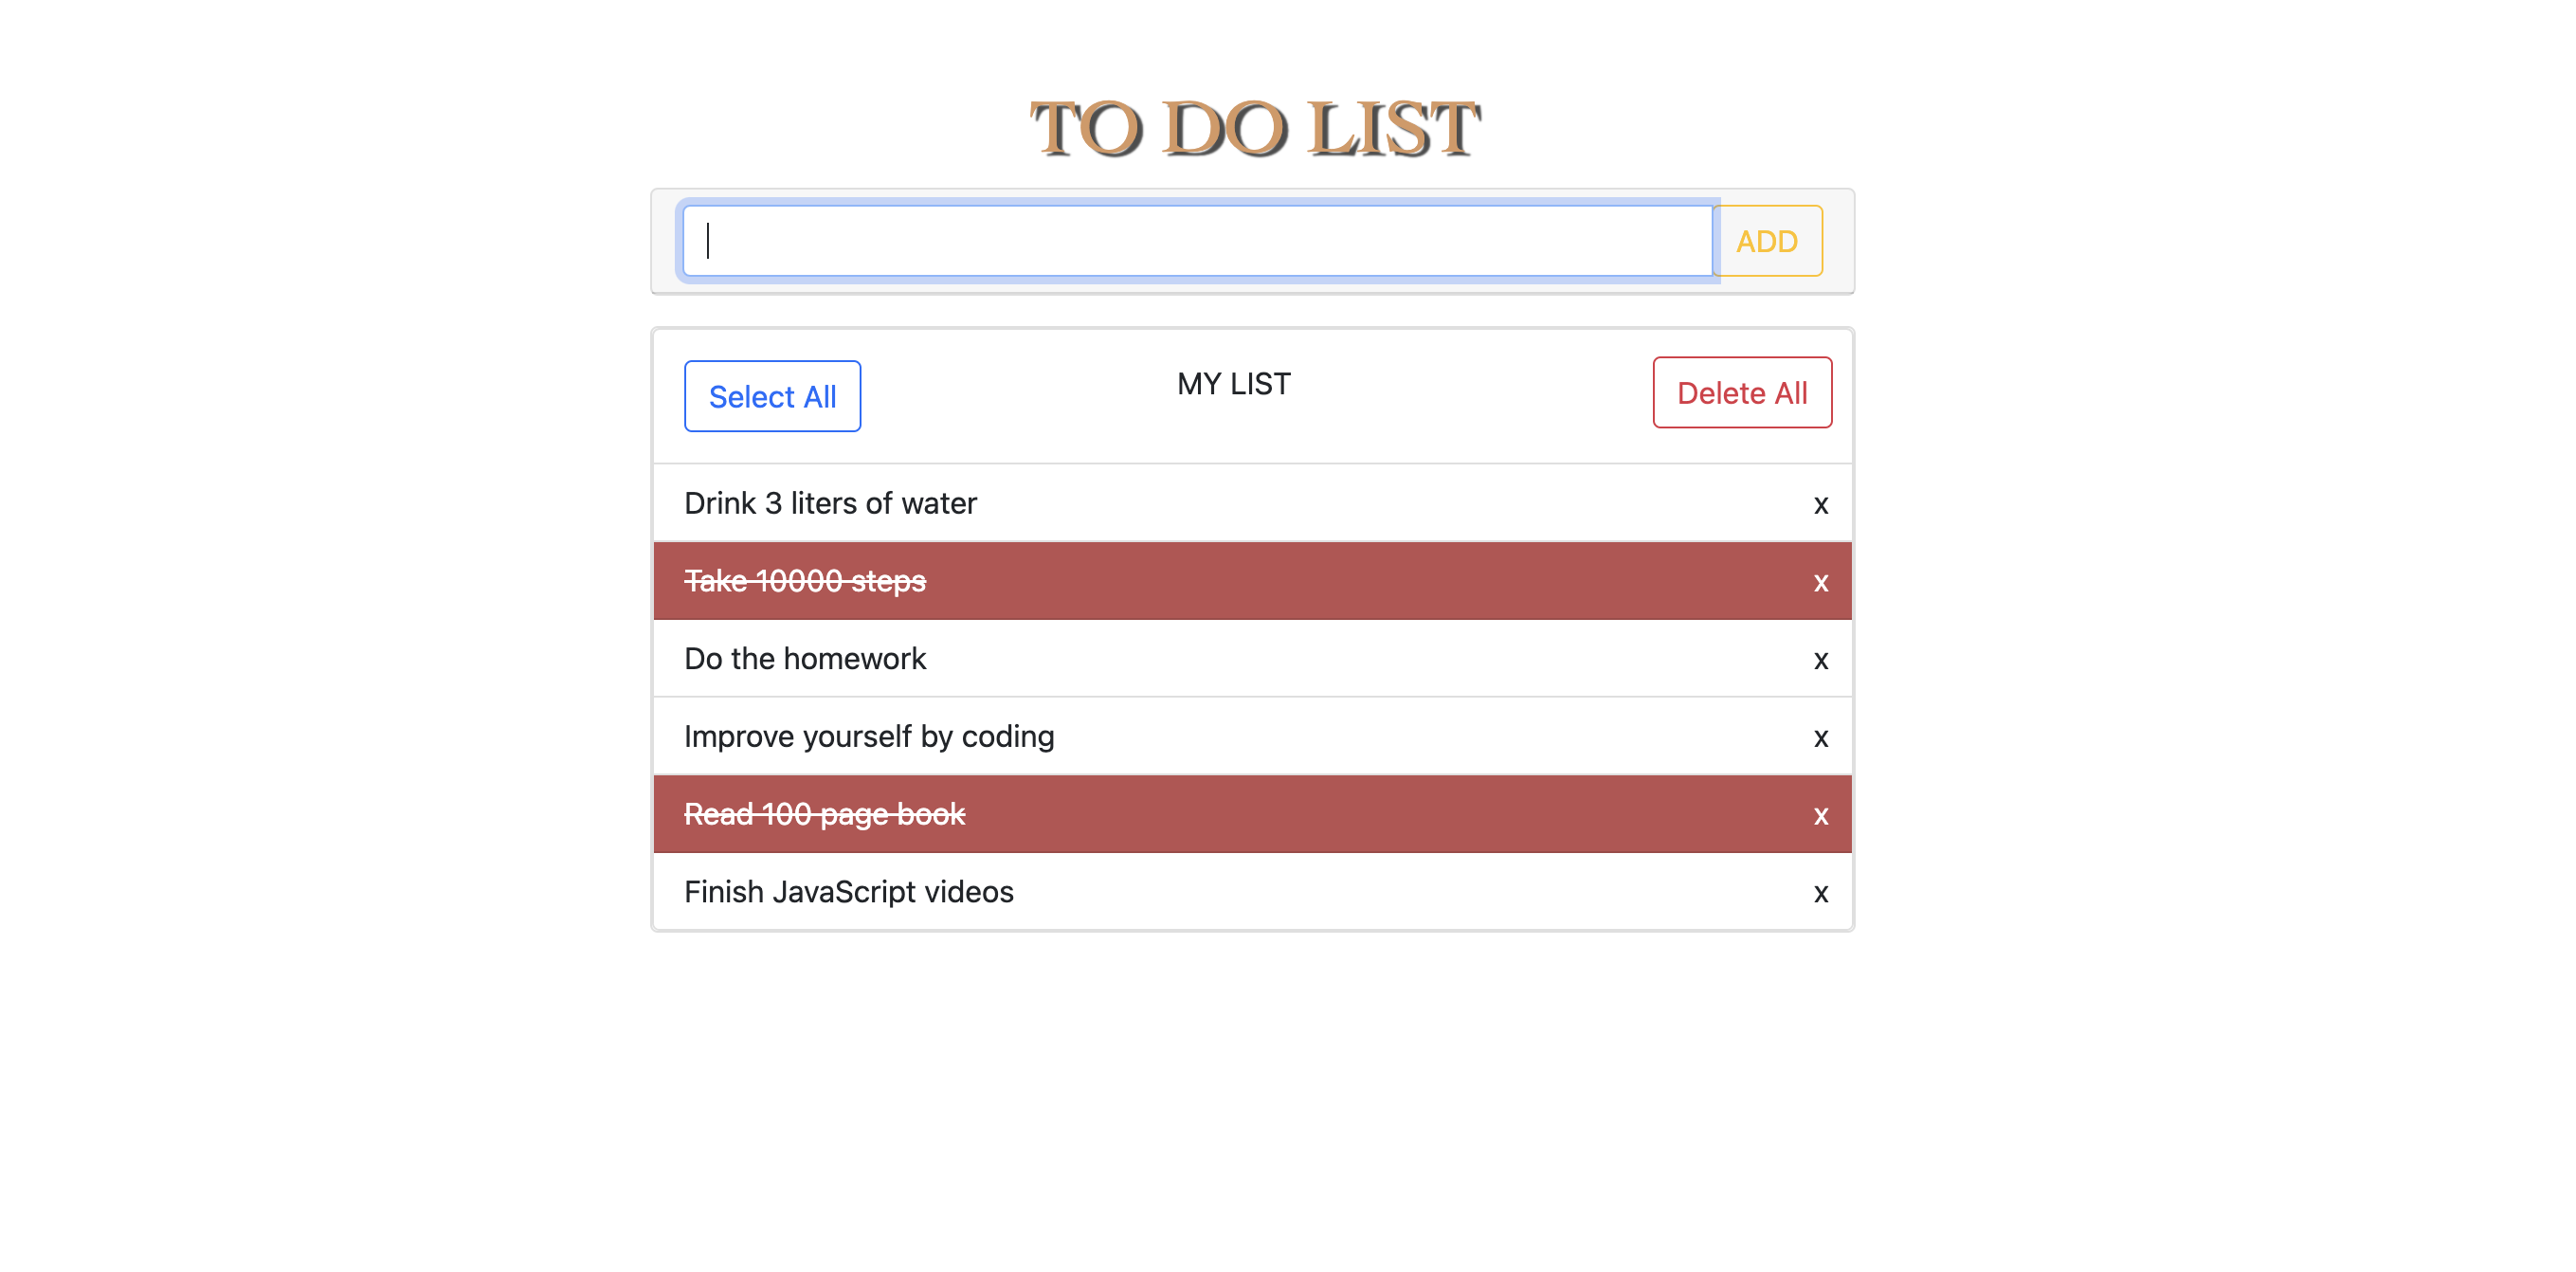 TO DO LIST
ADD
Select All MY LIST Delete All
Drink 3 liters of water x
Take 10000 steps x
Do the homework x
Improve yourself by coding x
Read 100 page book x
Finish JavaScript videos x